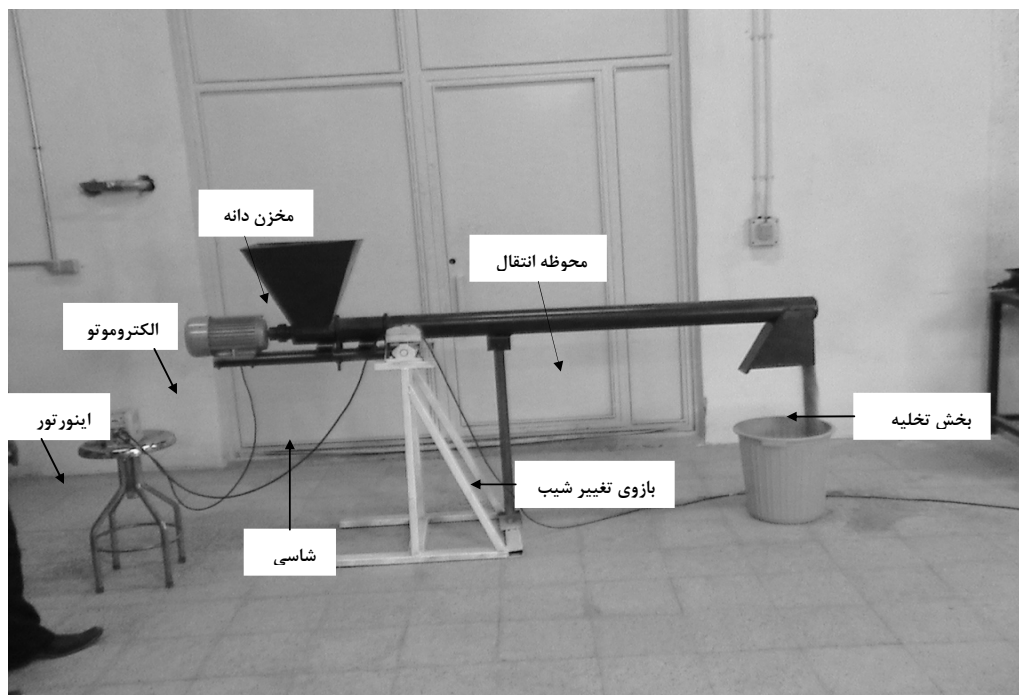 مخزن دانه
محوظه انتقال
الکتروموتو
اینورتور
بخش تخلیه
بازوی تغییر شیب
شاسی